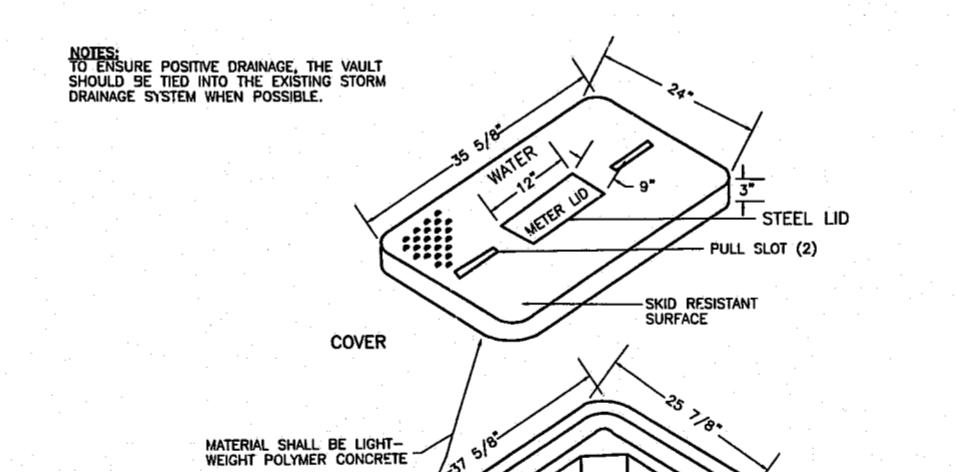 NOTES:
TO ENSURE POSITIVE DRAINAGE, THE VAULT
SHOULD BE TIED INTO THE EXISTING STORM
DRAINAGE SYSTEM WHEN POSSIBLE.
24"
35 5/8"
WATER
12"
9"
3"
METER LID
STEEL LID
PULL SLOT (2)
SKID RESISTANT
SURFACE
COVER
25 7/8"
37 5/8"
MATERIAL SHALL BE LIGHT-
WEIGHT POLYMER CONCRETE